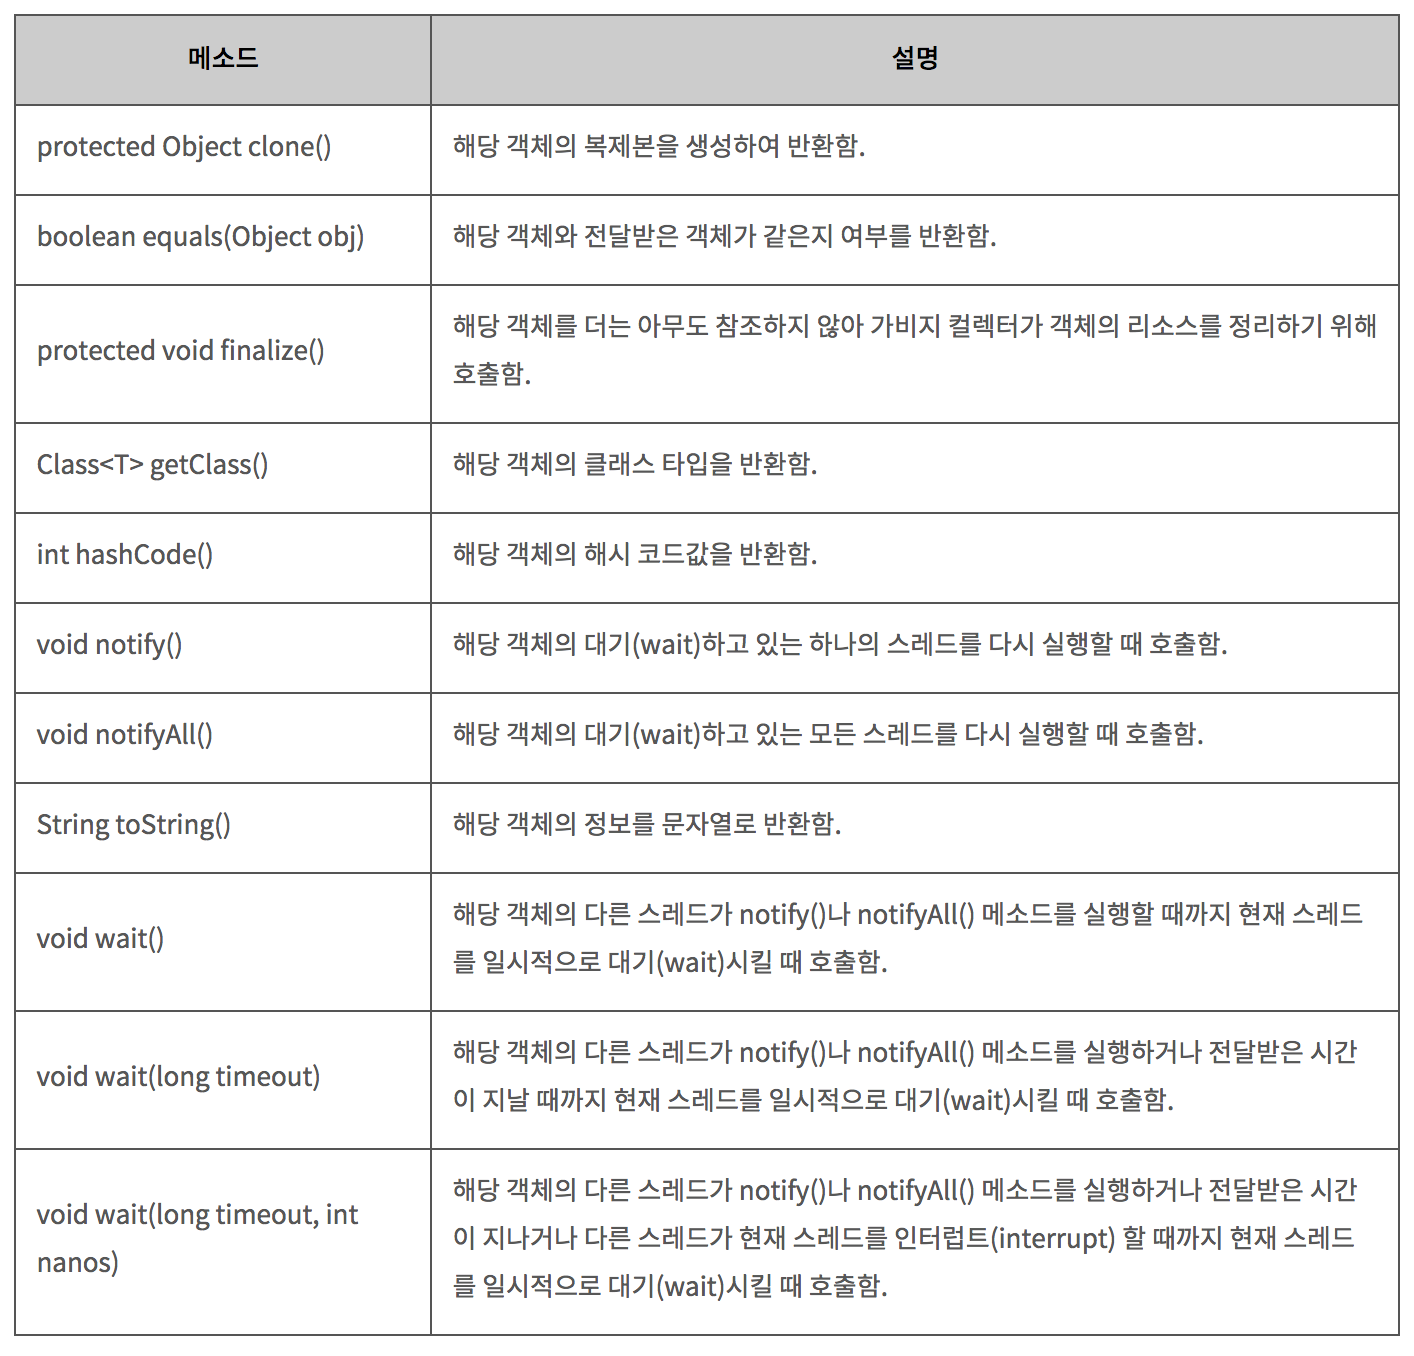 메소드
설명
protected Object clone()
해당 객체의 복제본을 생성하여 반환함.
boolean equals(Object obj)
해당 객체와 전달받은 객체가 같은지 여부를 반환함.
protected void finalize()
해당 객체를 더는 아무도 참조하지 않아 가비지 컬렉터가 객체의 리소스를 정리하기 위해
호출함.
Class<T> getClass()
해당 객체의 클래스 타입을 반환함.
int hashCode()
해당 객체의 해시 코드값을 반환함.
void notify()
해당 객체의 대기(wait)하고 있는 하나의 스레드를 다시 실행할 때 호출함.
void notifyAll()
해당 객체의 대기(wait)하고 있는 모든 스레드를 다시 실행할 때 호출함.
String toString()
해당 객체의 정보를 문자열로 반환함.
void wait()
해당 객체의 다른 스레드가 notify()나 notifyAll() 메소드를 실행할 때까지 현재 스레드
를 일시적으로 대기(wait)시킬 때 호출함.
void wait(long timeout)
해당 객체의 다른 스레드가 notify()나 notifyAll() 메소드를 실행하거나 전달받은 시간
이 지날 때까지 현재 스레드를 일시적으로 대기(wait)시킬 때 호출함.
void wait(long timeout, int
nanos)
해당 객체의 다른 스레드가 notify()나 notifyAll() 메소드를 실행하거나 전달받은 시간
이 지나거나 다른 스레드가 현재 스레드를 인터럽트(interrupt) 할 때까지 현재 스레드
를 일시적으로 대기(wait)시킬 때 호출함.